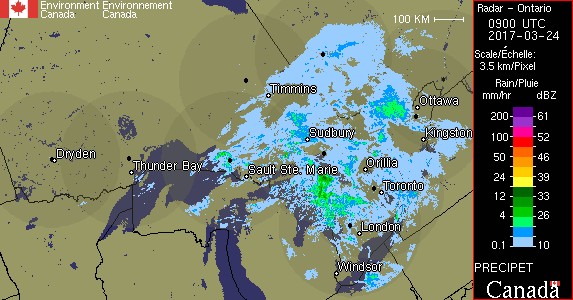 Environment Environnement
Canada Canada
100 KM
Radar - Ontario
0900 UTC
2017-03-24
Scale/Échelle:
3.5 km/Pixel
Rain/Pluie
mm/hr dBZ
200 61
100 52
50 46
24 39
12 33
4 26
0.1 10
PRECIPET
Canada
Timmins
Ottawa
Sudbury
Kingston
Dryden
Thunder Bay
Sault Ste. Marie
Orillia
Toronto
London
Windsor